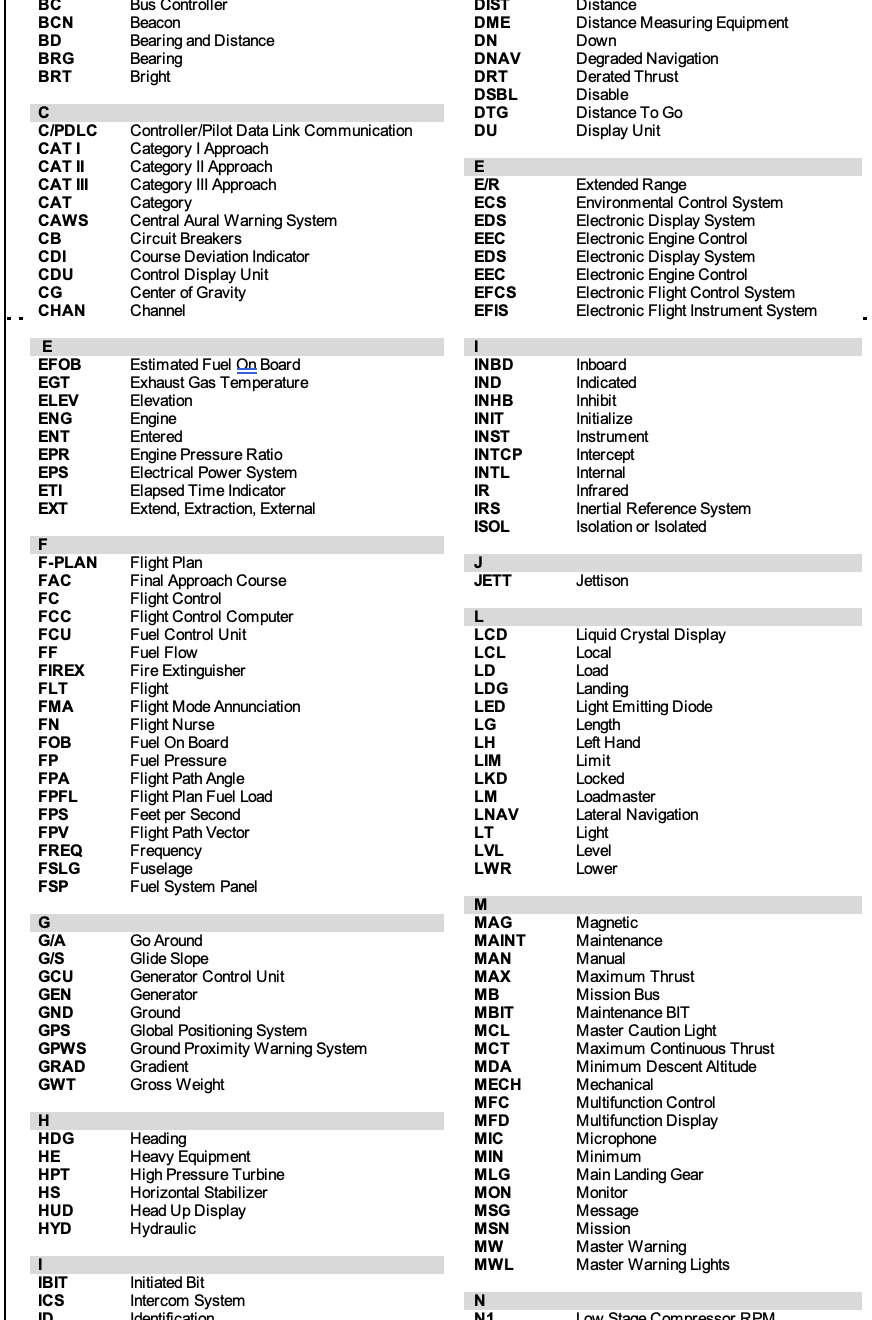 BC Bus Controller
BCN Beacon
BD Bearing and Distance
BRG Bearing
BRT Bright
C
C/PDLC Controller/Pilot Data Link Communication
CAT I Category I Approach
CAT II Category II Approach
CAT III Category III Approach
CAT Category
CAWS Central Aural Warning System
CB Circuit Breakers
CDI Course Deviation Indicator
CDU Control Display Unit
CG Center of Gravity
CHAN Channel
DIST Distance
DME Distance Measuring Equipment
DN Down
DNAV Degraded Navigation
DRT Derated Thrust
DSBL Disable
DTG Distance To Go
DU Display Unit
E
E/R Extended Range
ECS Environmental Control System
EDS Electronic Display System
EEC Electronic Engine Control
EDS Electronic Display System
EEC Electronic Engine Control
EFCS Electronic Flight Control System
EFIS Electronic Flight Instrument System
E
EFOB Estimated Fuel On Board
EGT Exhaust Gas Temperature
ELEV Elevation
ENG Engine
ENT Entered
EPR Engine Pressure Ratio
EPS Electrical Power System
ETI Elapsed Time Indicator
EXT Extend, Extraction, External
F
F-PLAN Flight Plan
FAC Final Approach Course
FC Flight Control
FCC Flight Control Computer
FCU Fuel Control Unit
FF Fuel Flow
FIREX Fire Extinguisher
FLT Flight
FMA Flight Mode Annunciation
FN Flight Nurse
FOB Fuel On Board
FP Fuel Pressure
FPA Flight Path Angle
FPFL Flight Plan Fuel Load
FPS Feet per Second
FPV Flight Path Vector
FREQ Frequency
FSLG Fuselage
FSP Fuel System Panel
G
G/A Go Around
G/S Glide Slope
GCU Generator Control Unit
GEN Generator
GND Ground
GPS Global Positioning System
GPWS Ground Proximity Warning System
GRAD Gradient
GWT Gross Weight
H
HDG Heading
HE Heavy Equipment
HPT High Pressure Turbine
HS Horizontal Stabilizer
HUD Head Up Display
HYD Hydraulic
I
IBIT Initiated Bit
ICS Intercom System
ID Identification
I
INBD Inboard
IND Indicated
INHB Inhibit
INIT Initialize
INST Instrument
INTCP Intercept
INTL Internal
IR Infrared
IRS Inertial Reference System
ISOL Isolation or Isolated
J
JETT Jettison
L
LCD Liquid Crystal Display
LCL Local
LD Load
LDG Landing
LED Light Emitting Diode
LG Length
LH Left Hand
LIM Limit
LKD Locked
LM Loadmaster
LNAV Lateral Navigation
LT Light
LVL Level
LWR Lower
M
MAG Magnetic
MAINT Maintenance
MAN Manual
MAX Maximum Thrust
MB Mission Bus
MBIT Maintenance BIT
MCL Master Caution Light
MCT Maximum Continuous Thrust
MDA Minimum Descent Altitude
MECH Mechanical
MFC Multifunction Control
MFD Multifunction Display
MIC Microphone
MIN Minimum
MLG Main Landing Gear
MON Monitor
MSG Message
MSN Mission
MW Master Warning
MWL Master Warning Lights
N
N1 Low Stage Compressor RPM